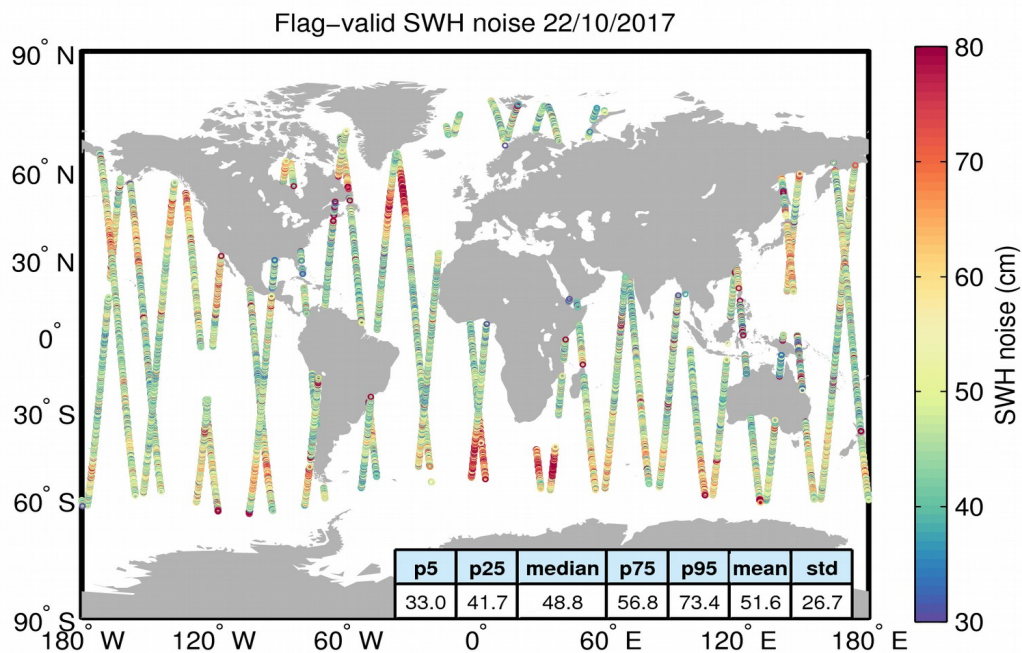 Flag−valid SWH noise 22/10/2017
90° N
60° N
30° N
0°
30° S
60° S
90° S
180° W
120° W
60° W
0°
60° E
120° E
180° E
80
70
60
50
40
30
SWH noise (cm)
p5 p25 median p75 p95 mean std
33.0 41.7 48.8 56.8 73.4 51.6 26.7